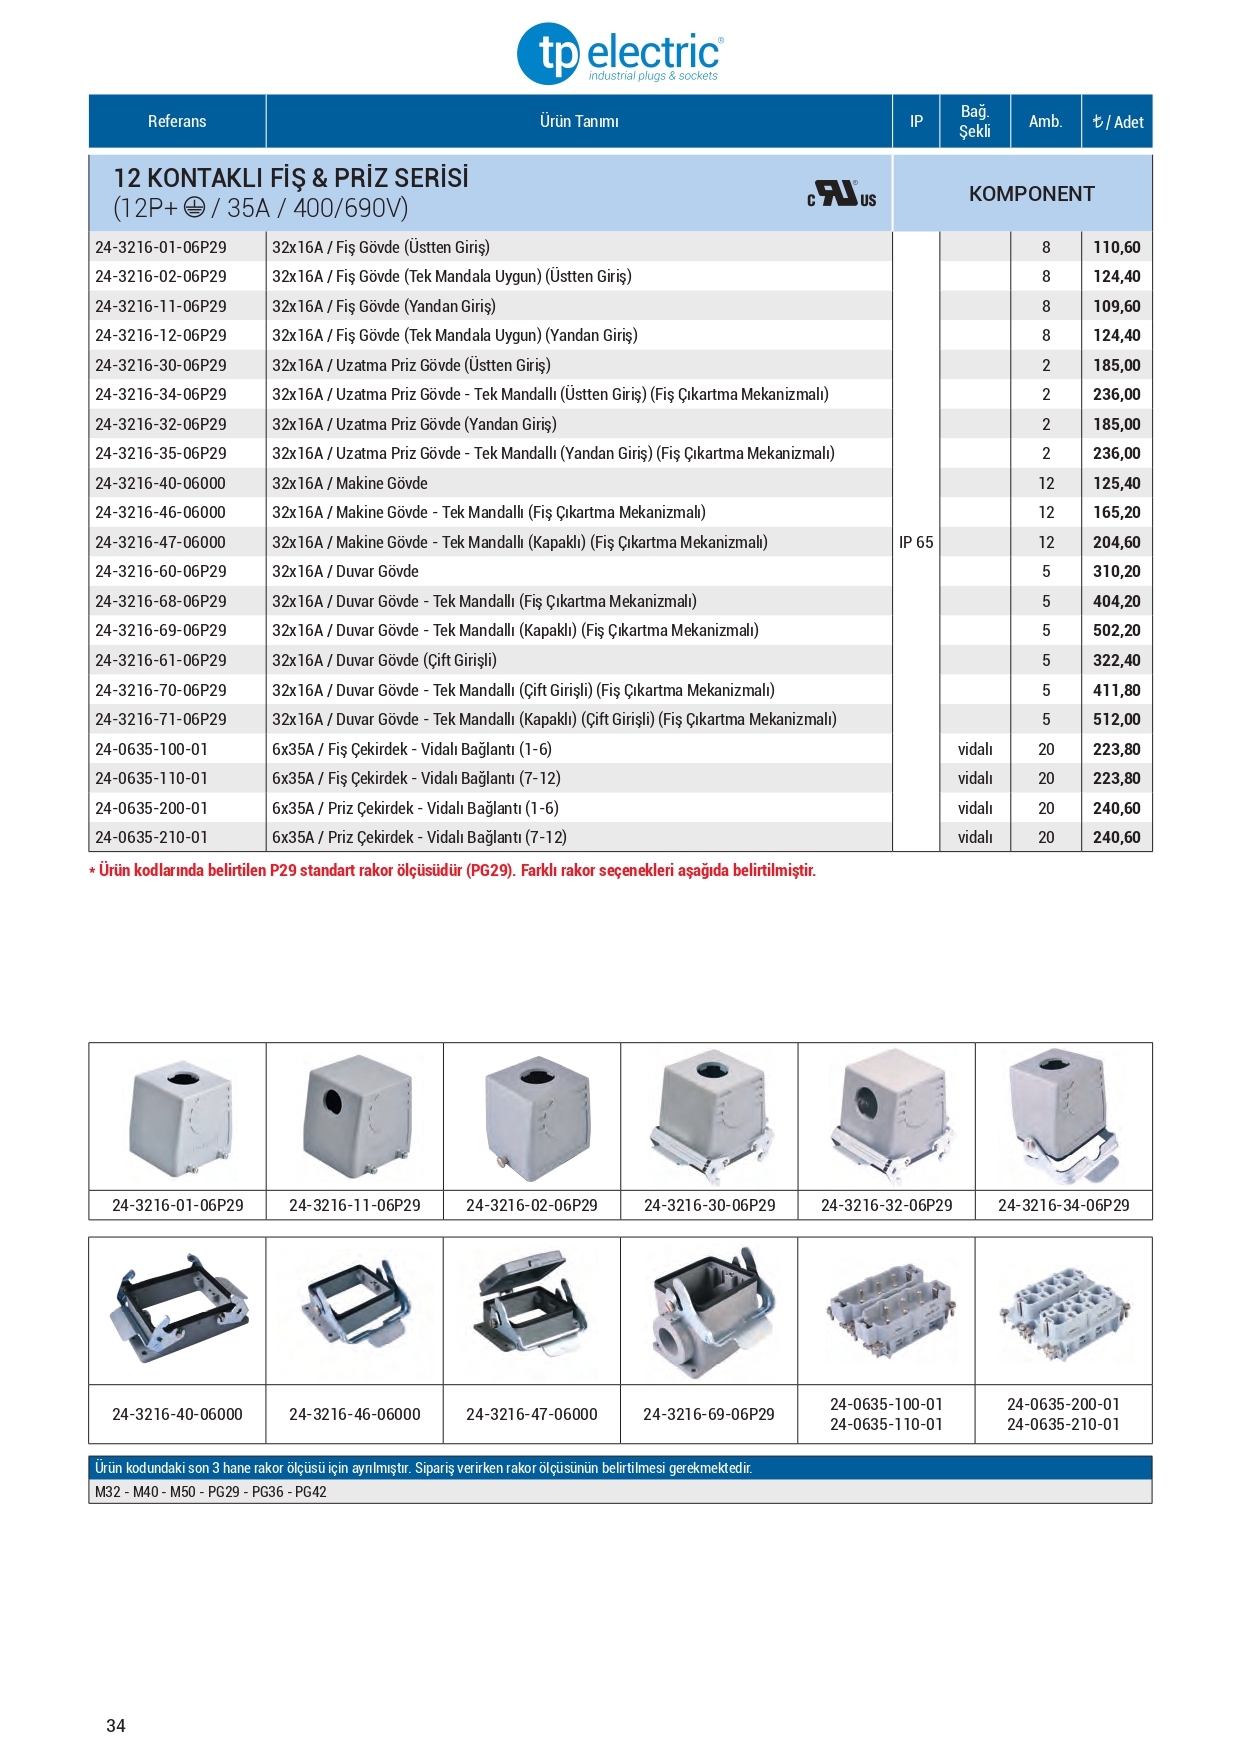 tp electric®
industrial plugs & sockets
Referans Ürün Tanımı IP Bağ. Şekli Amb. ₺ / Adet
12 KONTAKLI FİŞ & PRİZ SERİSİ
(12P+ / 35A / 400/690V)
C UR US® KOMPONENT
24-3216-01-06P29 32x16A / Fiş Gövde (Üstten Giriş) 8 110,60
24-3216-02-06P29 32x16A / Fiş Gövde (Tek Mandala Uygun) (Üstten Giriş) 8 124,40
24-3216-11-06P29 32x16A / Fiş Gövde (Yandan Giriş) 8 109,60
24-3216-12-06P29 32x16A / Fiş Gövde (Tek Mandala Uygun) (Yandan Giriş) 8 124,40
24-3216-30-06P29 32x16A / Uzatma Priz Gövde (Üstten Giriş) 2 185,00
24-3216-34-06P29 32x16A / Uzatma Priz Gövde - Tek Mandallı (Üstten Giriş) (Fiş Çıkartma Mekanizmalı) 2 236,00
24-3216-32-06P29 32x16A / Uzatma Priz Gövde (Yandan Giriş) 2 185,00
24-3216-35-06P29 32x16A / Uzatma Priz Gövde - Tek Mandallı (Yandan Giriş) (Fiş Çıkartma Mekanizmalı) 2 236,00
24-3216-40-06000 32x16A / Makine Gövde 12 125,40
24-3216-46-06000 32x16A / Makine Gövde - Tek Mandallı (Fiş Çıkartma Mekanizmalı) 12 165,20
24-3216-47-06000 32x16A / Makine Gövde - Tek Mandallı (Kapaklı) (Fiş Çıkartma Mekanizmalı) IP 65 12 204,60
24-3216-60-06P29 32x16A / Duvar Gövde 5 310,20
24-3216-68-06P29 32x16A / Duvar Gövde - Tek Mandallı (Fiş Çıkartma Mekanizmalı) 5 404,20
24-3216-69-06P29 32x16A / Duvar Gövde - Tek Mandallı (Kapaklı) (Fiş Çıkartma Mekanizmalı) 5 502,20
24-3216-61-06P29 32x16A / Duvar Gövde (Çift Girişli) 5 322,40
24-3216-70-06P29 32x16A / Duvar Gövde - Tek Mandallı (Çift Girişli) (Fiş Çıkartma Mekanizmalı) 5 411,80
24-3216-71-06P29 32x16A / Duvar Gövde - Tek Mandallı (Kapaklı) (Çift Girişli) (Fiş Çıkartma Mekanizmalı) 5 512,00
24-0635-100-01 6x35A / Fiş Çekirdek - Vidalı Bağlantı (1-6) vidalı 20 223,80
24-0635-110-01 6x35A / Fiş Çekirdek - Vidalı Bağlantı (7-12) vidalı 20 223,80
24-0635-200-01 6x35A / Priz Çekirdek - Vidalı Bağlantı (1-6) vidalı 20 240,60
24-0635-210-01 6x35A / Priz Çekirdek - Vidalı Bağlantı (7-12) vidalı 20 240,60
* Ürün kodlarında belirtilen P29 standart rakor ölçüsüdür (PG29). Farklı rakor seçenekleri aşağıda belirtilmiştir.
24-3216-01-06P29 24-3216-11-06P29 24-3216-02-06P29 24-3216-30-06P29 24-3216-32-06P29 24-3216-34-06P29
24-3216-40-06000 24-3216-46-06000 24-3216-47-06000 24-3216-69-06P29 24-0635-100-01 24-0635-200-01
24-0635-110-01 24-0635-210-01
Ürün kodundaki son 3 hane rakor ölçüsü için ayrılmıştır. Sipariş verirken rakor ölçüsünün belirtilmesi gerekmektedir.
M32 - M40 - M50 - PG29 - PG36 - PG42
34